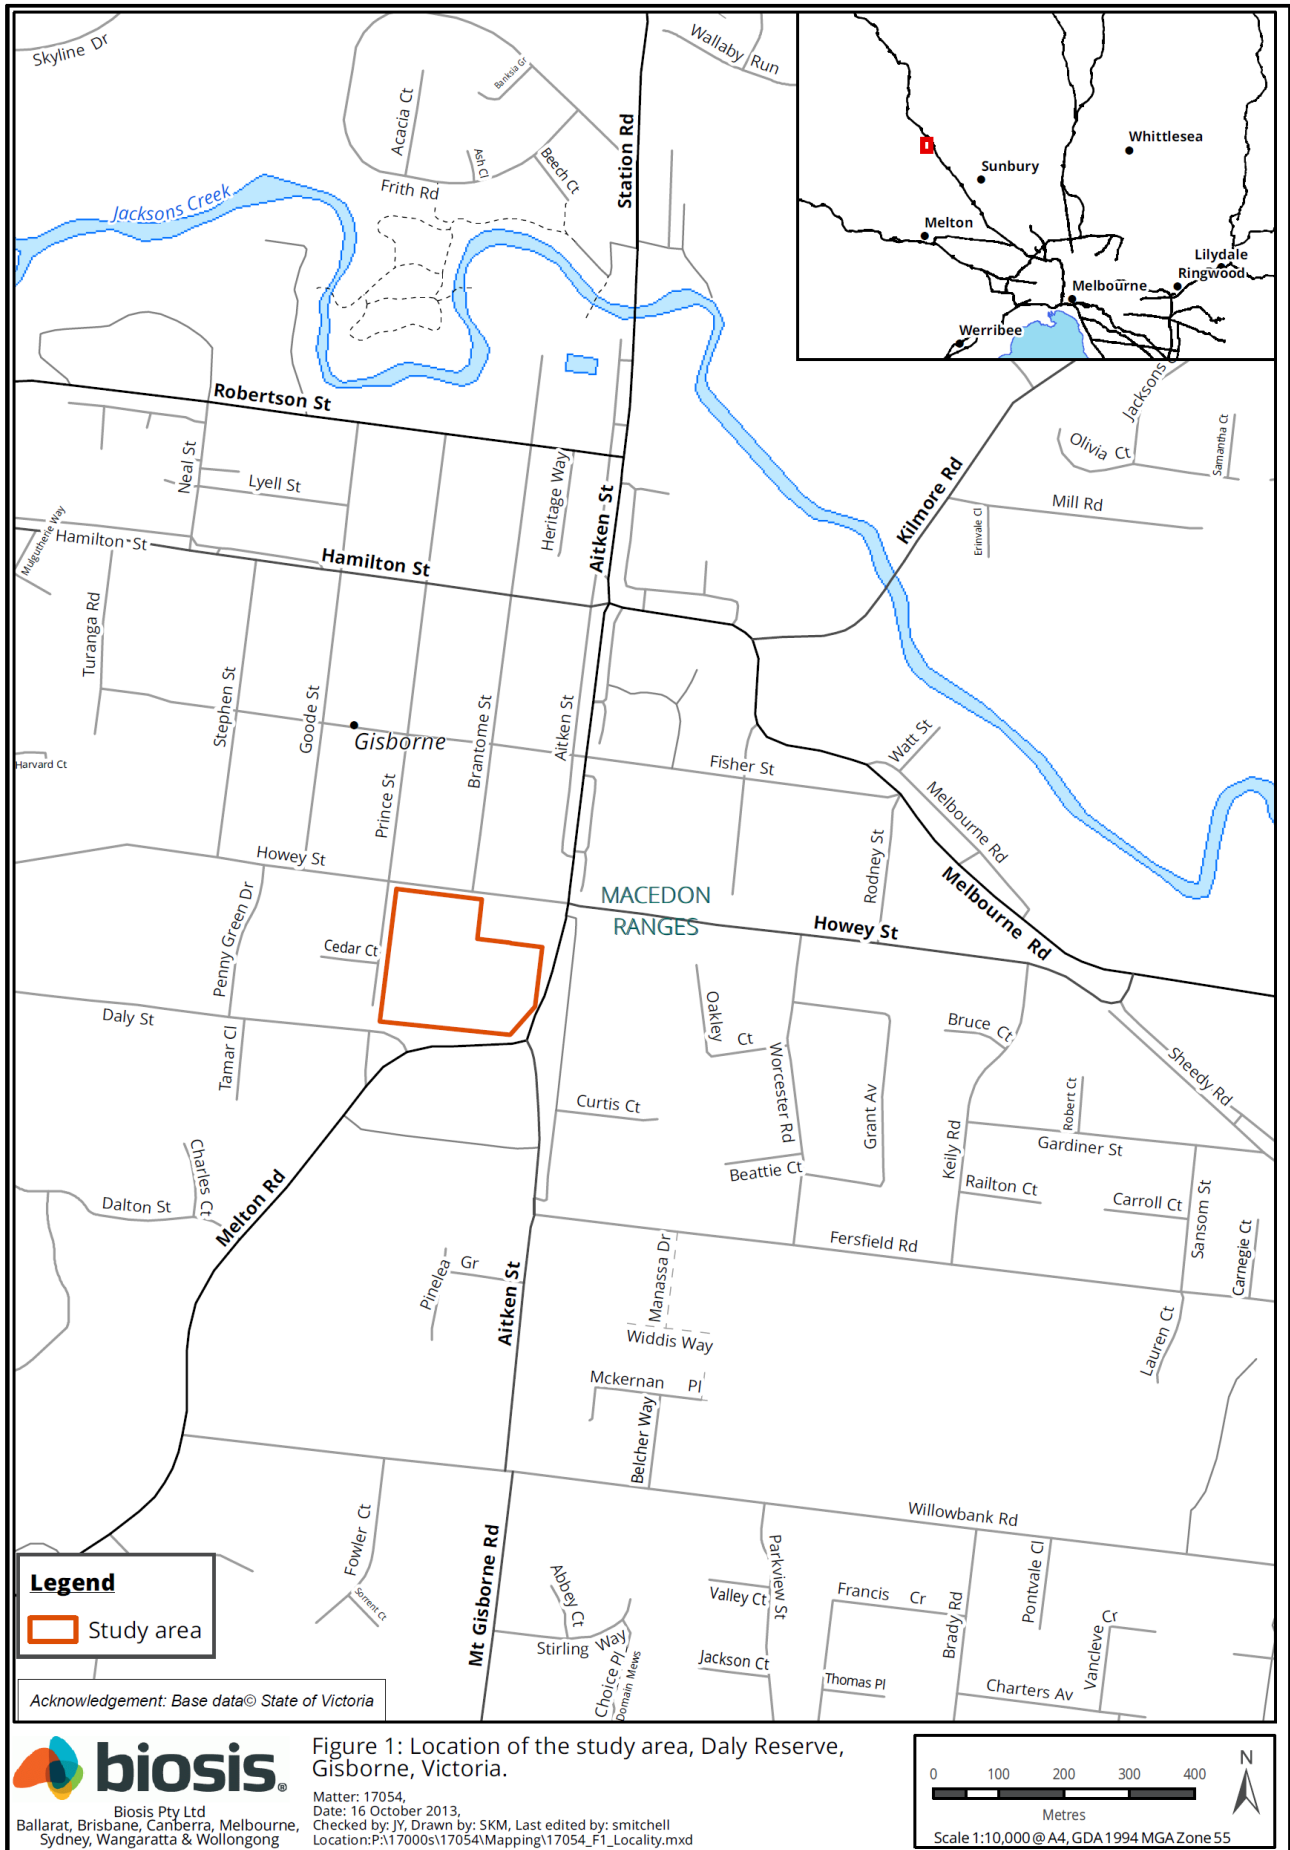 Skyline Dr
Wallaby Run
Banksia Gr
Acacia Ct
Station Rd
Ash Cl
Beech Ct
Frith Rd
Jacksons Creek
Whittlesea
Sunbury
Melton
Lilydale
Ringwood
Melbourne
Werribee
Robertson St
Jacksons
Olivia Ct
Samantha Ct
Neal St
Lyell St
Heritage Way
Aitken St
Kilmore Rd
Mill Rd
Erinvale Cl
Mulgutherie Way
Hamilton St
Hamilton St
Turanga Rd
Stephen St
Goode St
Gisborne
Brantome St
Aitken St
Prince St
Harvard Ct
Fisher St
Watt St
Melbourne Rd
Rodney St
Howey St
Penny Green Dr
Cedar Ct
MACEDON
RANGES
Howey St
Melbourne Rd
Daly St
Tamar Cl
Oakley Ct
Worcester Rd
Grant Av
Bruce Ct
Sheedy Rd
Curtis Ct
Robert Ct
Gardiner St
Keily Rd
Beattie Ct
Railton Ct
Carroll Ct
Sansom St
Carnegie Ct
Charles Ct
Dalton St
Melton Rd
Fersfield Rd
Pinelea Gr
Aitken St
Manassa Dr
Widdis Way
Lauren Ct
Mckernan Pl
Belcher Way
Willowbank Rd
Fowler Ct
Sorrent Ct
Mt Gisborne Rd
Abbey Ct
Stirling Way
Choice Pl
Domain Mews
Parkview St
Valley Ct
Jackson Ct
Francis Cr
Brady Rd
Pontvale Cl
Vancleve Cr
Thomas Pl
Charters Av
Legend
Study area
Acknowledgement: Base data© State of Victoria
biosis®
Biosis Pty Ltd
Ballarat, Brisbane, Canberra, Melbourne,
Sydney, Wangaratta & Wollongong
Figure 1: Location of the study area, Daly Reserve,
Gisborne, Victoria.
Matter: 17054,
Date: 16 October 2013,
Checked by: JY, Drawn by: SKM, Last edited by: smitchell
Location:P:\17000s\17054\Mapping\17054_F1_Locality.mxd
0 100 200 300 400
Metres
N
Scale 1:10,000 @ A4, GDA 1994 MGA Zone 55